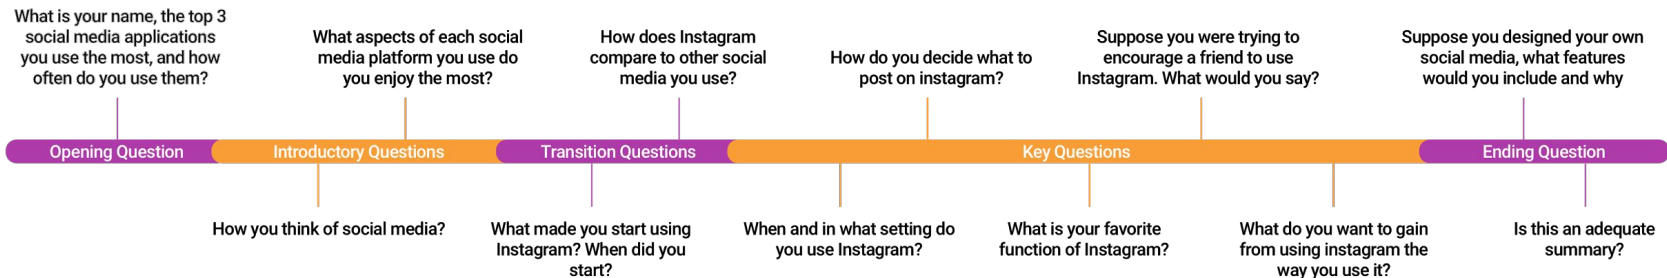 What is your name, the top 3
social media applications
you use the most, and how
often do you use them?
What aspects of each social
media platform you use do
you enjoy the most?
How does Instagram
compare to other social
media you use?
How do you decide what to
post on instagram?
Suppose you were trying to
encourage a friend to use
Instagram. What would you say?
Suppose you designed your own
social media, what features
would you include and why
Opening Question
Introductory Questions
Transition Questions
Key Questions
Ending Question
How you think of social media?
What made you start using
Instagram? When did you
start?
When and in what setting do
you use Instagram?
What is your favorite
function of Instagram?
What do you want to gain
from using instagram the
way you use it?
Is this an adequate
summary?